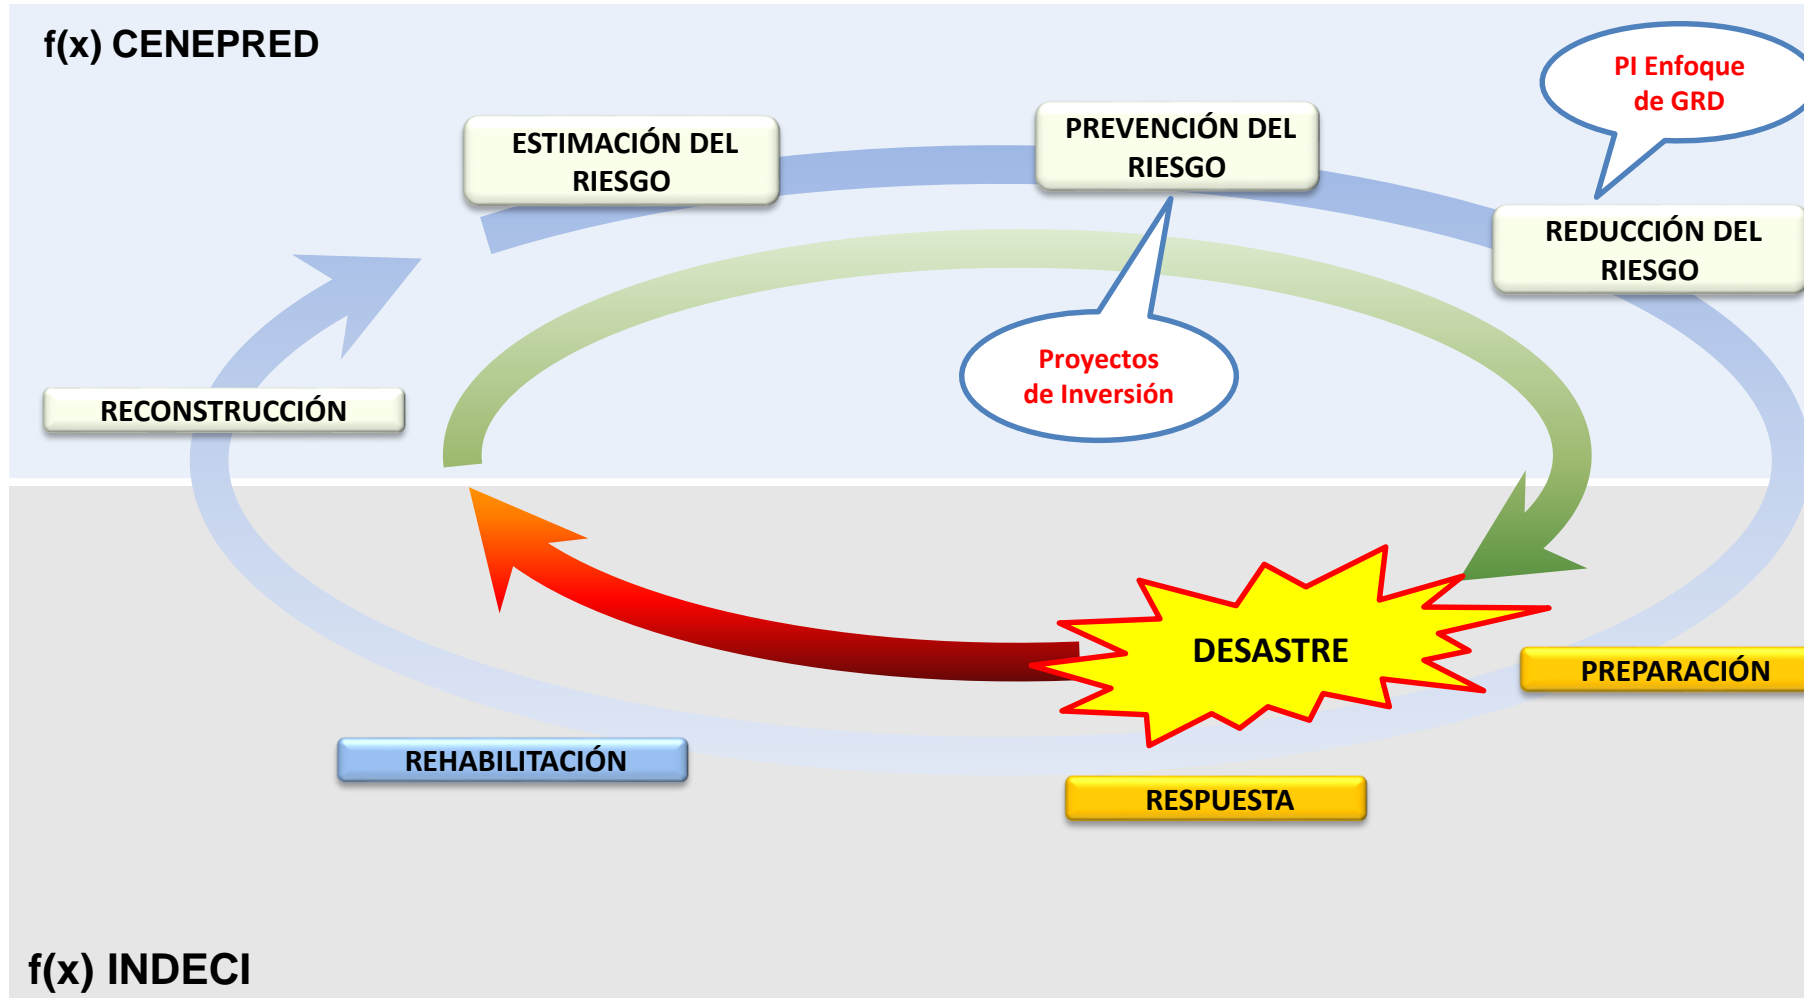 f(x) CENEPRED
PI Enfoque
de GRD
ESTIMACIÓN DEL
RIESGO
PREVENCIÓN DEL
RIESGO
REDUCCIÓN DEL
RIESGO
Proyectos
de Inversión
RECONSTRUCCIÓN
DESASTRE
PREPARACIÓN
REHABILITACIÓN
RESPUESTA
f(x) INDECI